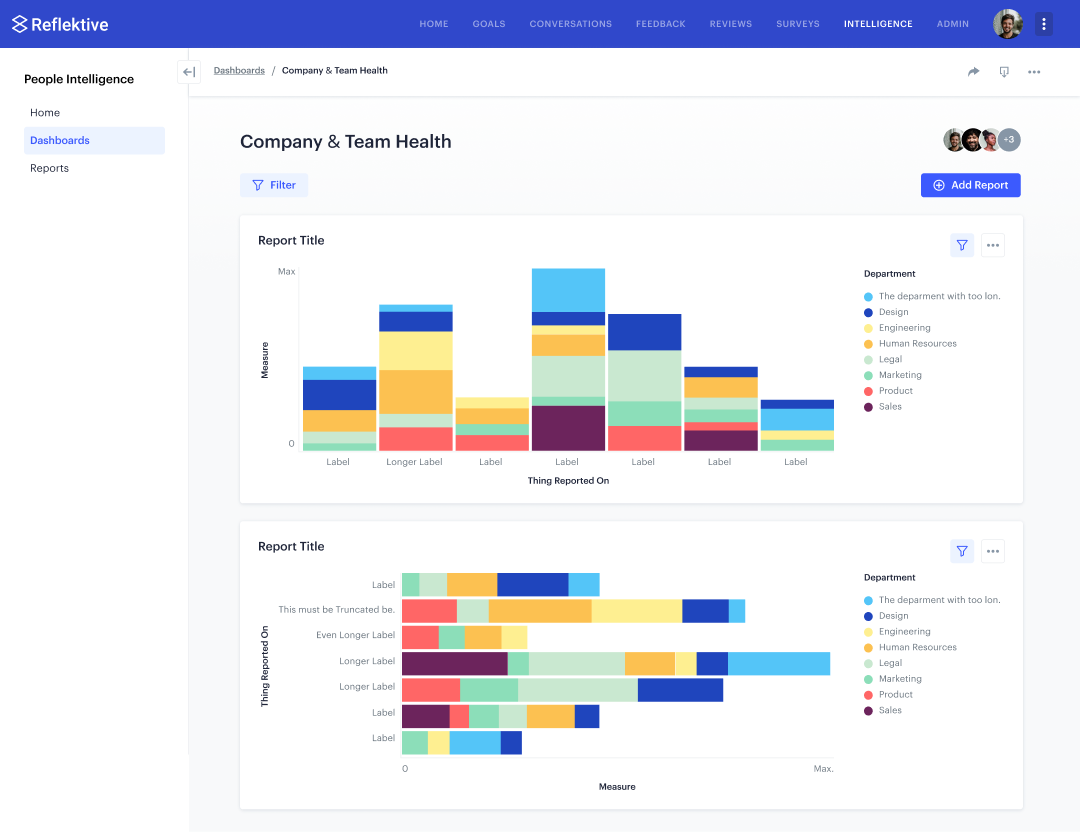 Reflektive
HOME GOALS CONVERSATIONS FEEDBACK REVIEWS SURVEYS INTELLIGENCE ADMIN
People Intelligence
Home
Dashboards
Reports
Dashboards / Company & Team Health
Company & Team Health
+3
Filter
Add Report
Report Title
Max
Measure
0
Label Longer Label Label Label Label Label Label
Thing Reported On
Department
The deparment with too lon.
Design
Engineering
Human Resources
Legal
Marketing
Product
Sales
Report Title
Thing Reported On
Label
This must be Truncated be.
Even Longer Label
Longer Label
Longer Label
Label
Label
0 Max.
Measure
Department
The deparment with too lon.
Design
Engineering
Human Resources
Legal
Marketing
Product
Sales